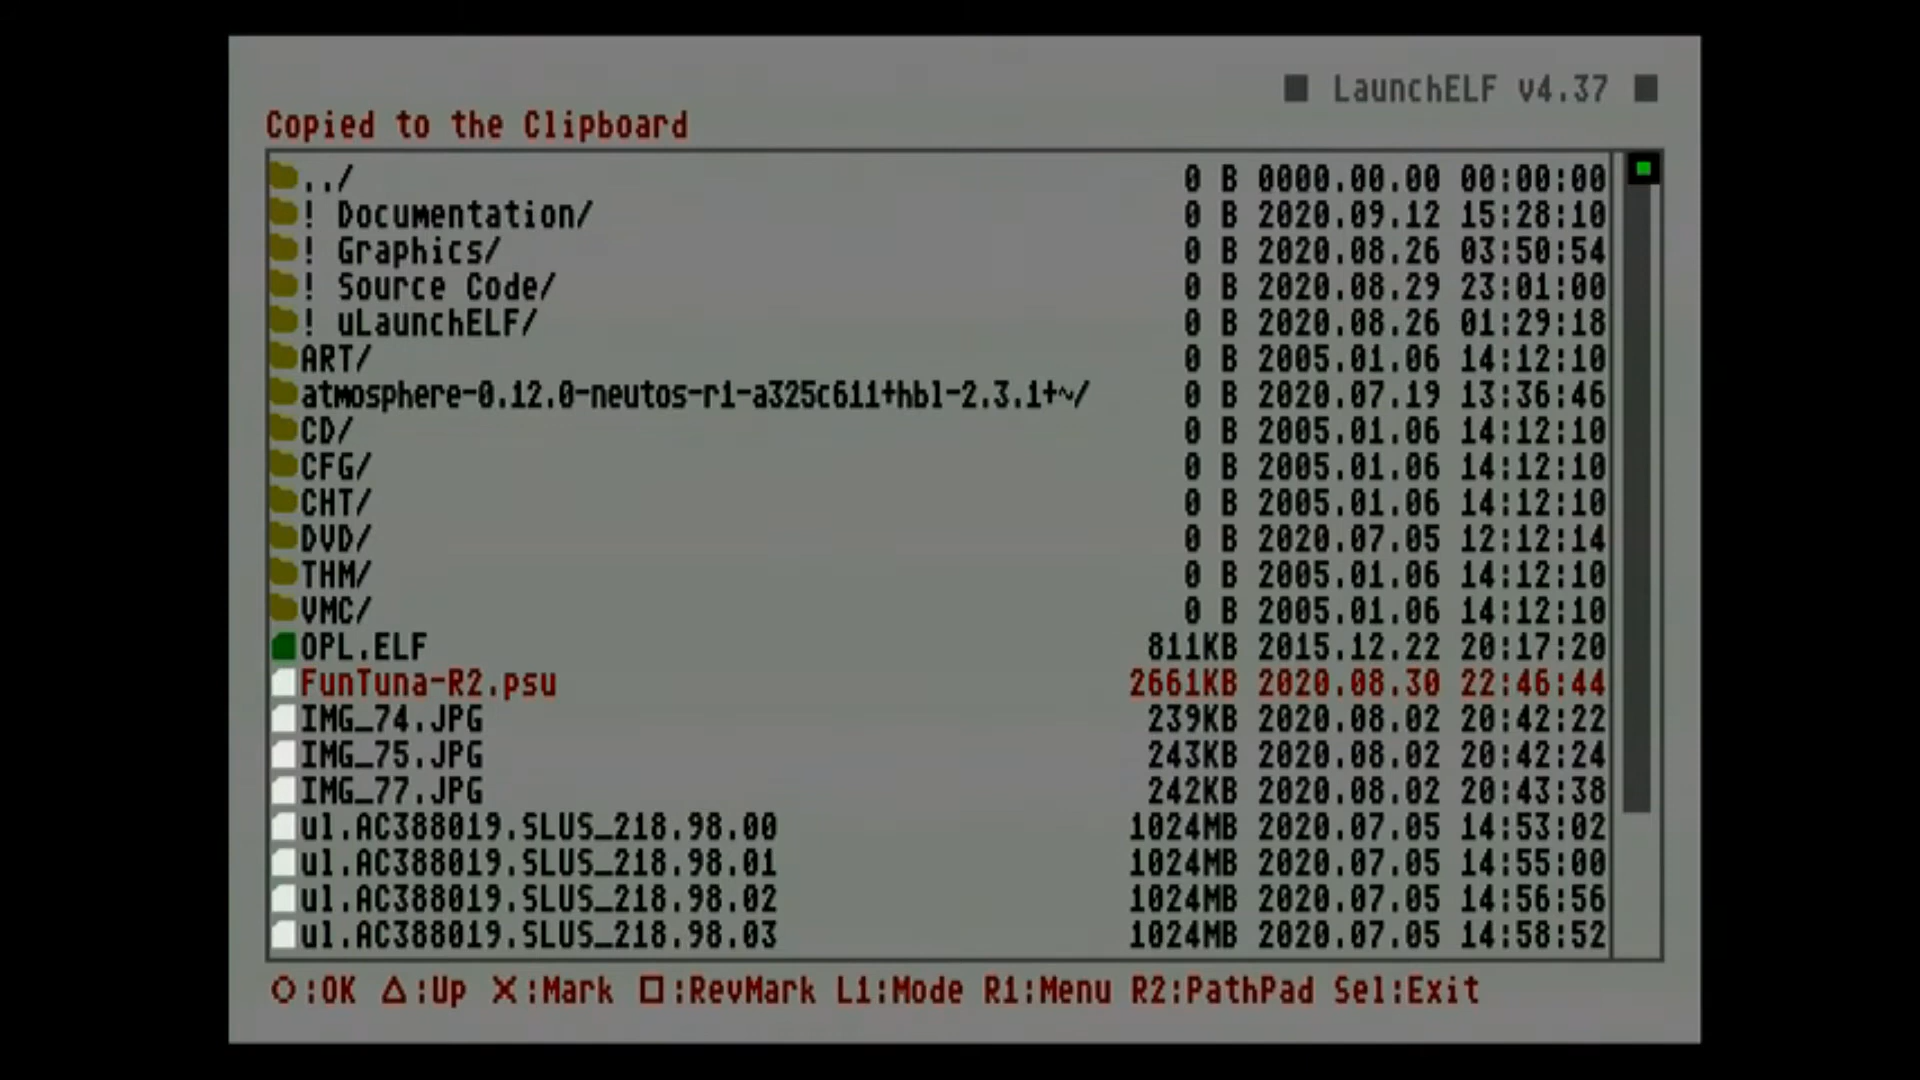 LaunchELF v4.37
Copied to the Clipboard
../ 0 B 0000.00.00 00:00:00
! Documentation/ 0 B 2020.09.12 15:28:10
! Graphics/ 0 B 2020.08.26 03:50:54
! Source Code/ 0 B 2020.08.29 23:01:00
! uLaunchELF/ 0 B 2020.08.26 01:29:18
ART/ 0 B 2005.01.06 14:12:10
atmosphere-0.12.0-neutos-r1-a325c611+hbl-2.3.1+~/ 0 B 2020.07.19 13:36:46
CD/ 0 B 2005.01.06 14:12:10
CFG/ 0 B 2005.01.06 14:12:10
CHT/ 0 B 2005.01.06 14:12:10
DVD/ 0 B 2020.07.05 12:12:14
THM/ 0 B 2005.01.06 14:12:10
VMC/ 0 B 2005.01.06 14:12:10
OPL.ELF 811KB 2015.12.22 20:17:20
FunTuna-R2.psu 2661KB 2020.08.30 22:46:44
IMG_74.JPG 239KB 2020.08.02 20:42:22
IMG_75.JPG 243KB 2020.08.02 20:42:24
IMG_77.JPG 242KB 2020.08.02 20:43:38
ul.AC388019.SLUS_218.98.00 1024MB 2020.07.05 14:53:02
ul.AC388019.SLUS_218.98.01 1024MB 2020.07.05 14:55:00
ul.AC388019.SLUS_218.98.02 1024MB 2020.07.05 14:56:56
ul.AC388019.SLUS_218.98.03 1024MB 2020.07.05 14:58:52
○:OK △:Up X:Mark □:RevMark L1:Mode R1:Menu R2:PathPad Sel:Exit